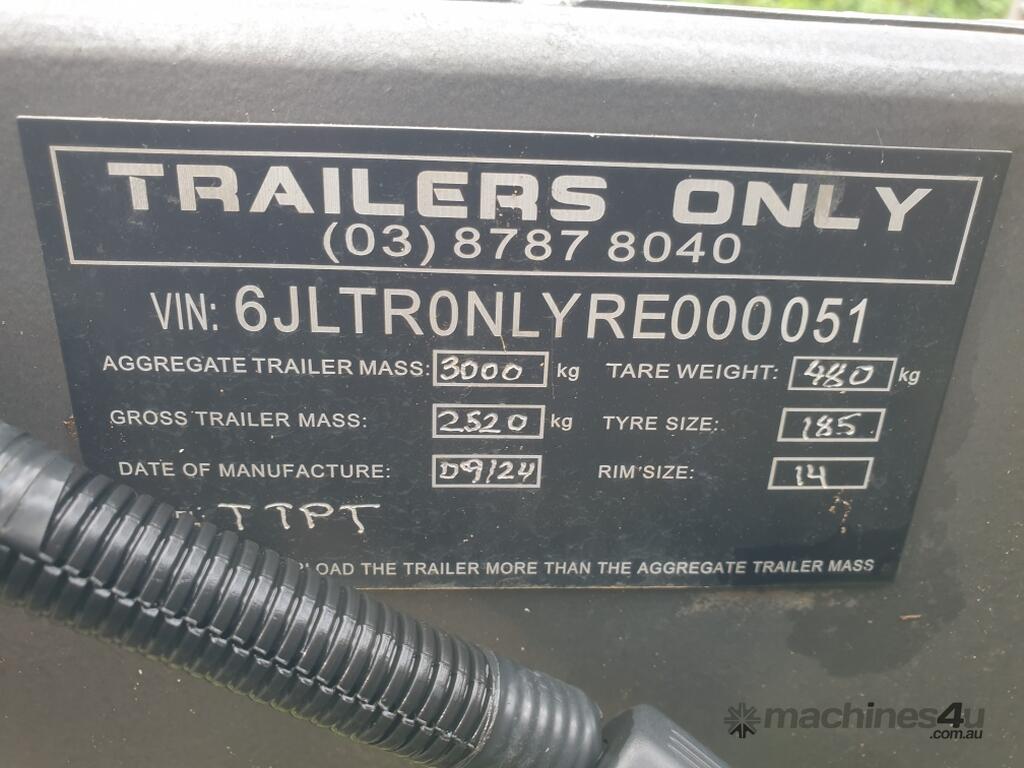 TRAILERS ONLY
(03) 8787 8040
VIN: 6JLTR0NLYRE000051
AGGREGATE TRAILER MASS: 3000 kg TARE WEIGHT: 480 kg
GROSS TRAILER MASS: 2520 kg TYRE SIZE: 185
DATE OF MANUFACTURE: 09/24 RIM SIZE: 14
TTPT
LOAD THE TRAILER MORE THAN THE AGGREGATE TRAILER MASS
machines4u
.com.au